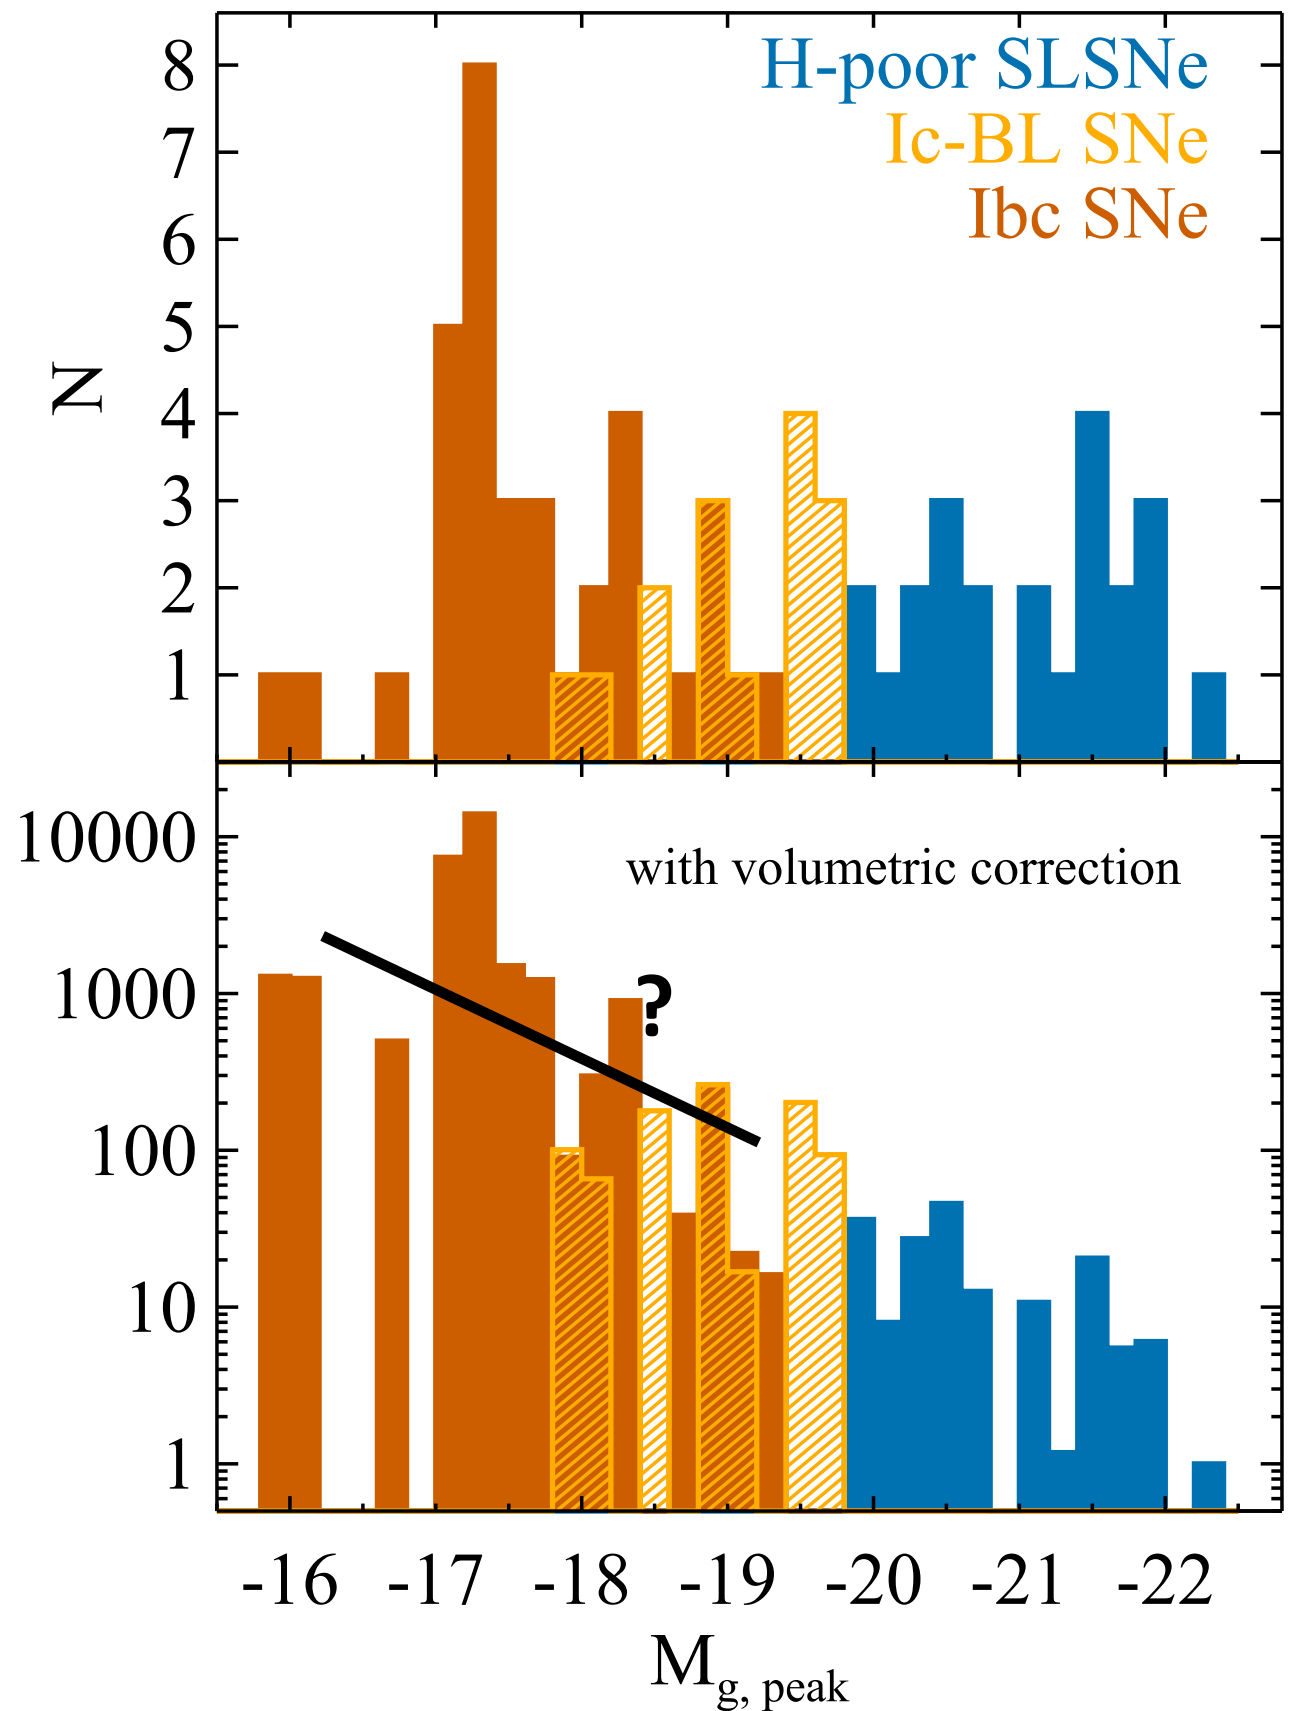 H-poor SLSNe
Ic-BL SNe
Ibc SNe
8
7
6
5
4
3
2
1
N
with volumetric correction
?
10000
1000
100
10
1
-16 -17 -18 -19 -20 -21 -22
Mg, peak